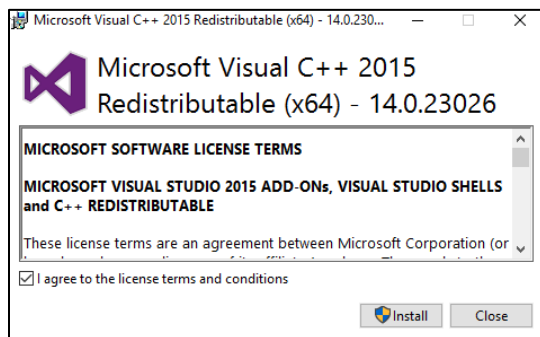 Microsoft Visual C++ 2015 Redistributable (x64) - 14.0.230...
Microsoft Visual C++ 2015
Redistributable (x64) - 14.0.23026
MICROSOFT SOFTWARE LICENSE TERMS
MICROSOFT VISUAL STUDIO 2015 ADD-ONs, VISUAL STUDIO SHELLS
and C++ REDISTRIBUTABLE
These license terms are an agreement between Microsoft Corporation (or
I agree to the license terms and conditions
Install Close